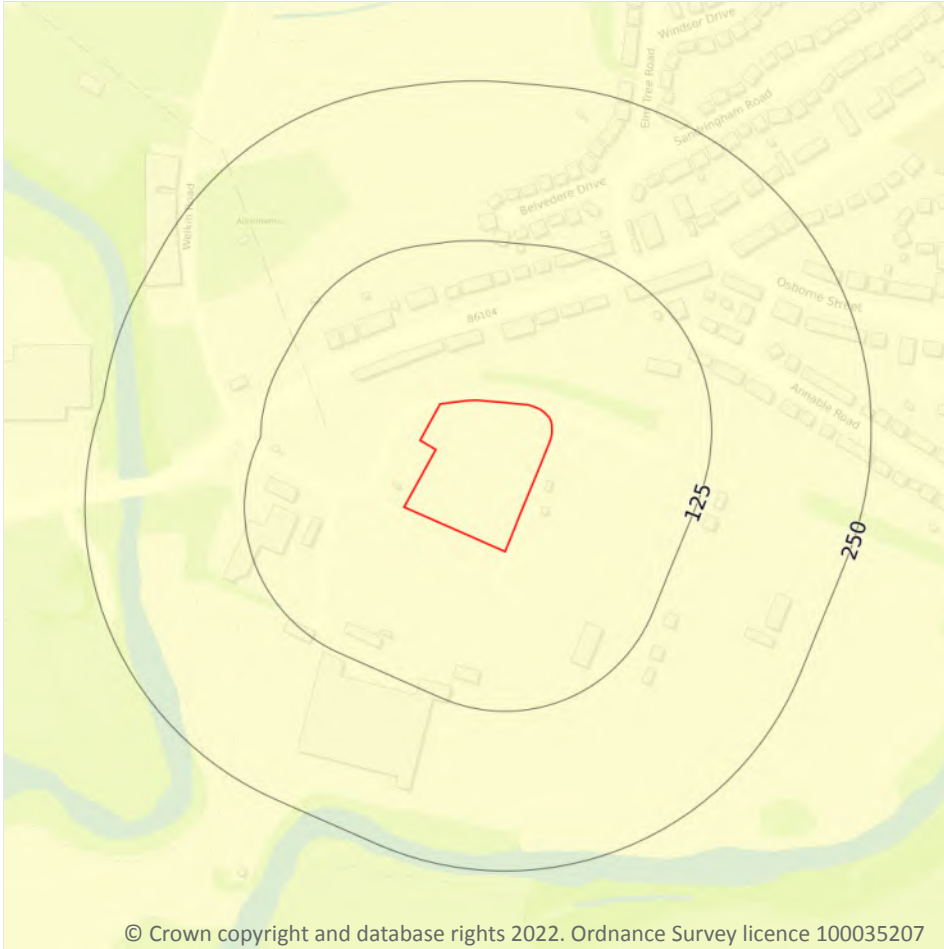 Windsor Drive
Elm Tree Road
Sandringham Road
Welkin Road
Belvedere Drive
Allotments
B6104
Osborne Street
Annable Road
125
250
© Crown copyright and database rights 2022. Ordnance Survey licence 100035207